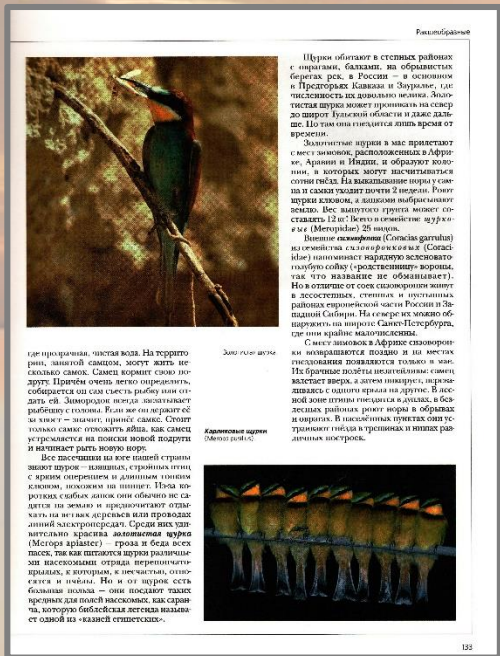 Ракшеобразные
где прозрачная, чистая вода. На террито-
рии, занятой самцом, могут жить не-
сколько самок. Самец кормит свою по-
другу. Причём очень легко определить,
собирается он сам съесть рыбку или от-
дать ей. Зимородок всегда заглатывает
рыбёшку с головы. Если же он держит её
за хвост — значит, принёс самке. Стоит
только самке отложить яйца, как самец
устремляется на поиски новой подруги
и начинает рыть новую нору.
Все пасечники на юге нашей страны
знают щурок — изящных, стройных птиц
с ярким оперением и длинным тонким
клювом, похожим на пинцет. Из-за ко-
ротких слабых лапок они обычно не са-
дятся на землю и предпочитают отды-
хать на ветвях деревьев или проводах
линий электропередач. Среди них уди-
вительно красива золотистая щурка
(Merops apiaster) — гроза и беда всех
пасек, так как питаются щурки различны-
ми насекомыми отряда перепончато-
крылых, к которым, к несчастью, отно-
сятся и пчёлы. Но и от щурок есть
большая польза — они поедают таких
вредных для полей насекомых, как саран-
ча, которую библейская легенда называ-
ет одной из «казней египетских».
Золотистая щурка
Карликовые щурки
(Merops pusillus)
Щурки обитают в степных районах
с оврагами, балками, на обрывистых
берегах рек, в России — в основном
в Предгорьях Кавказа и Зауралье, где
численность их довольно велика. Золо-
тистая щурка может проникать на север
до широт Тульской области и даже даль-
ше. Но там она гнездится лишь время от
времени.
Золотистые щурки в мае прилетают
с мест зимовок, расположенных в Афри-
ке, Аравии и Индии, и образуют коло-
нии, в которых могут насчитываться
сотни гнёзд. На выкапывание норы у сам-
ца и самки уходит почти 2 недели. Роют
щурки клювом, а лапками выбрасывают
землю. Вес вынутого грунта может со-
ставлять 12 кг! Всего в семействе щурко-
вые (Meropidae) 25 видов.
Внешне сизоворонка (Coracias garrulus)
из семейства сизоворонковых (Coraci-
idae) напоминает нарядную зеленовато-
голубую сойку («родственницу» вороны,
так что название не обманывает).
Но в отличие от соек сизоворонки живут
в лесостепных, степных и пустынных
районах европейской части России и За-
падной Сибири. На севере их можно об-
наружить на широте Санкт-Петербурга,
где они крайне малочисленны.
С мест зимовок в Африке сизоворон-
ки возвращаются поздно и на местах
гнездования появляются только в мае.
Их брачные полёты незатейливы: самец
взлетает вверх, а затем пикирует, перева-
ливаясь с одного крыла на другое. В лес-
ной зоне птицы гнездятся в дуплах, в без-
лесных районах роют норы в обрывах
и оврагах. В населённых пунктах они ус-
траивают гнёзда в трещинах и нишах раз-
личных построек.
133